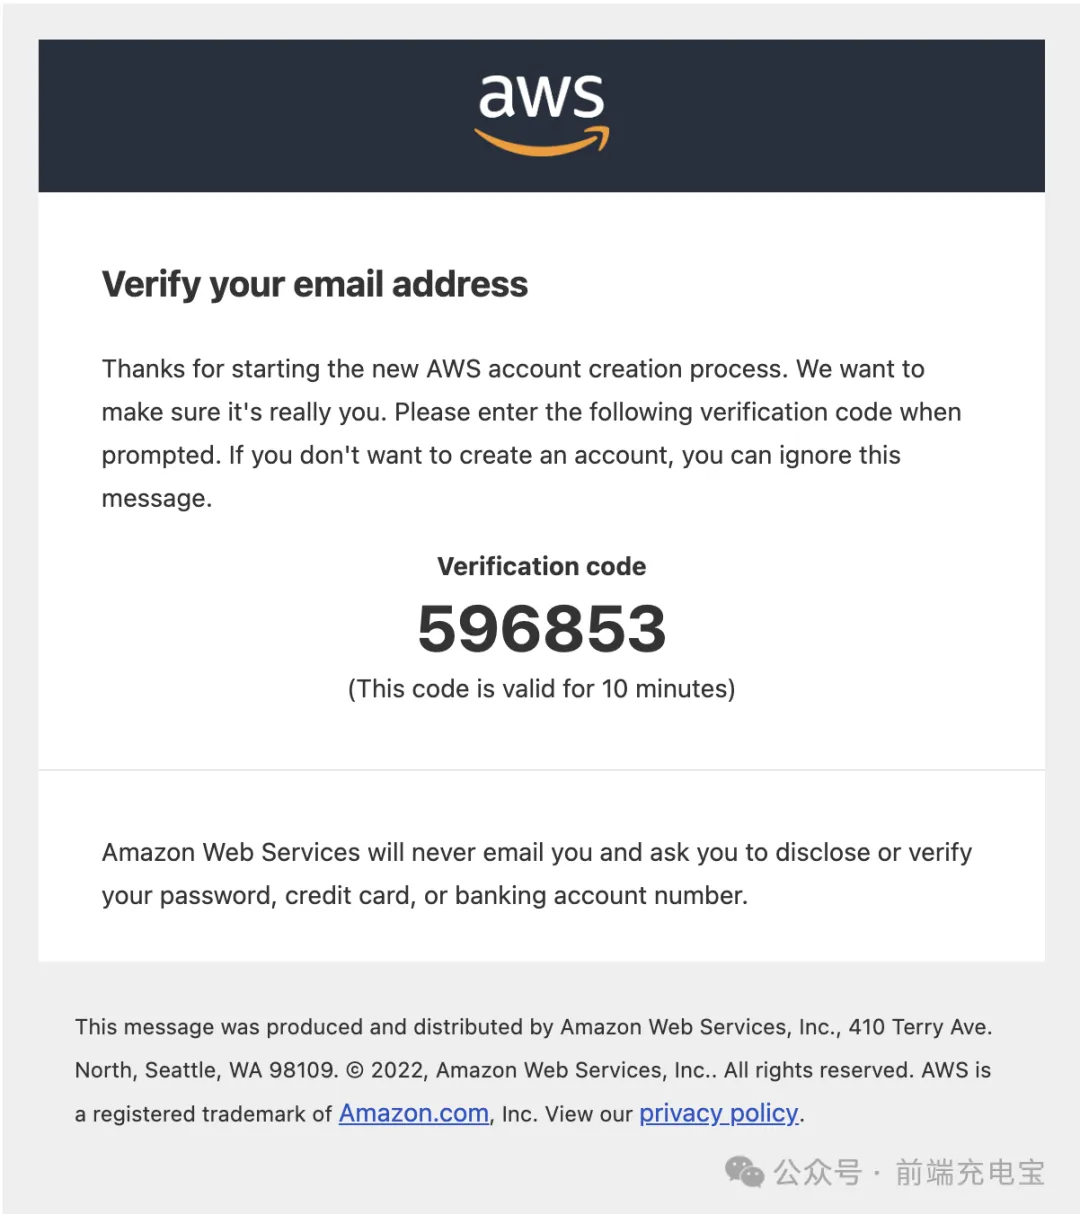 aws
Verify your email address
Thanks for starting the new AWS account creation process. We want to
make sure it's really you. Please enter the following verification code when
prompted. If you don't want to create an account, you can ignore this
message.
Verification code
596853
(This code is valid for 10 minutes)
Amazon Web Services will never email you and ask you to disclose or verify
your password, credit card, or banking account number.
This message was produced and distributed by Amazon Web Services, Inc., 410 Terry Ave.
North, Seattle, WA 98109. © 2022, Amazon Web Services, Inc.. All rights reserved. AWS is
a registered trademark of Amazon.com, Inc. View our privacy policy.
公众号 · 前端充电宝